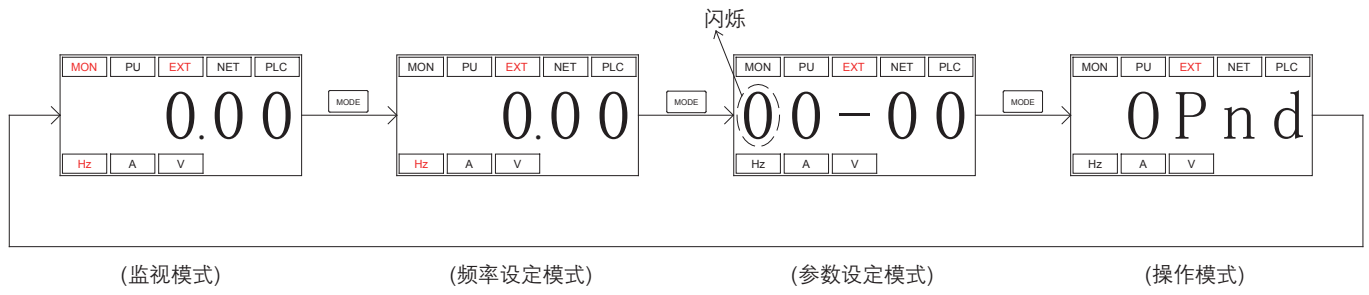 闪烁
MON PU EXT NET PLC
0.00
Hz A V
MODE
MON PU EXT NET PLC
0.00
Hz A V
MODE
MON PU EXT NET PLC
00-00
Hz A V
MODE
MON PU EXT NET PLC
0Pnd
Hz A V
(监视模式)
(频率设定模式)
(参数设定模式)
(操作模式)